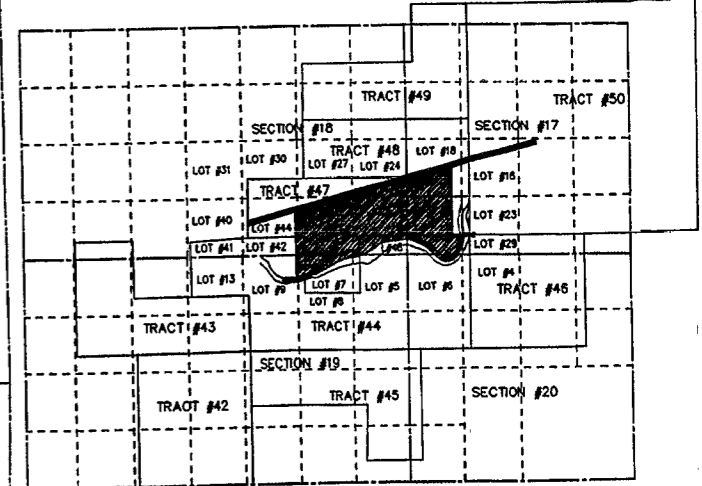 TRACT #49
TRACT #50
SECTION #18
SECTION #17
TRACT #48
LOT #18
LOT #30
LOT #27
LOT #24
LOT #31
LOT #16
TRACT #47
LOT #40
LOT #44
LOT #23
LOT #41
LOT #42
#46
LOT #29
LOT #13
LOT #9
LOT #7
LOT #5
LOT #6
LOT #4
LOT #8
TRACT #46
TRACT #43
TRACT #44
SECTION #19
TRACT #42
TRACT #45
SECTION #20